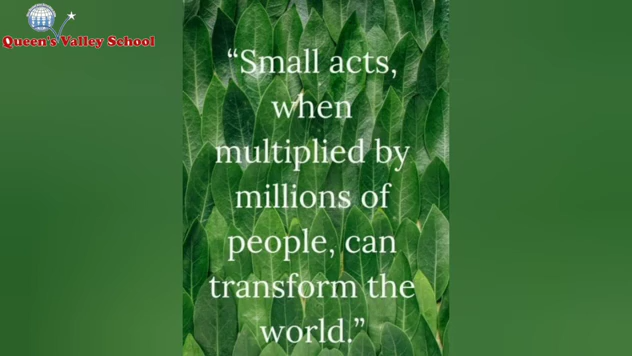 Queen's Valley School
“Small acts,
when
multiplied by
millions of
people, can
transform the
world.”